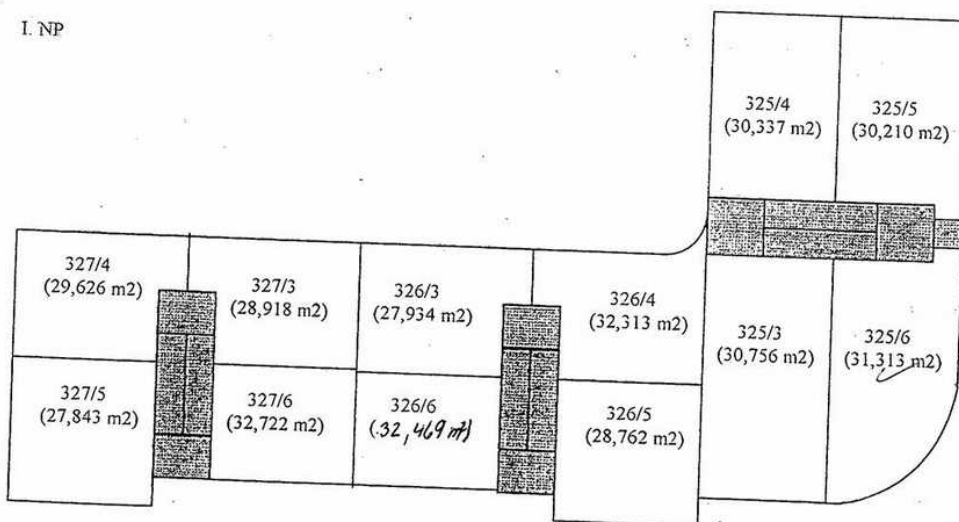 I. NP
325/4
(30,337 m2)
325/5
(30,210 m2)
327/4
(29,626 m2)
327/3
(28,918 m2)
326/3
(27,934 m2)
326/4
(32,313 m2)
325/3
(30,756 m2)
325/6
(31,313 m2)
327/5
(27,843 m2)
327/6
(32,722 m2)
326/6
(32,469 m2)
326/5
(28,762 m2)